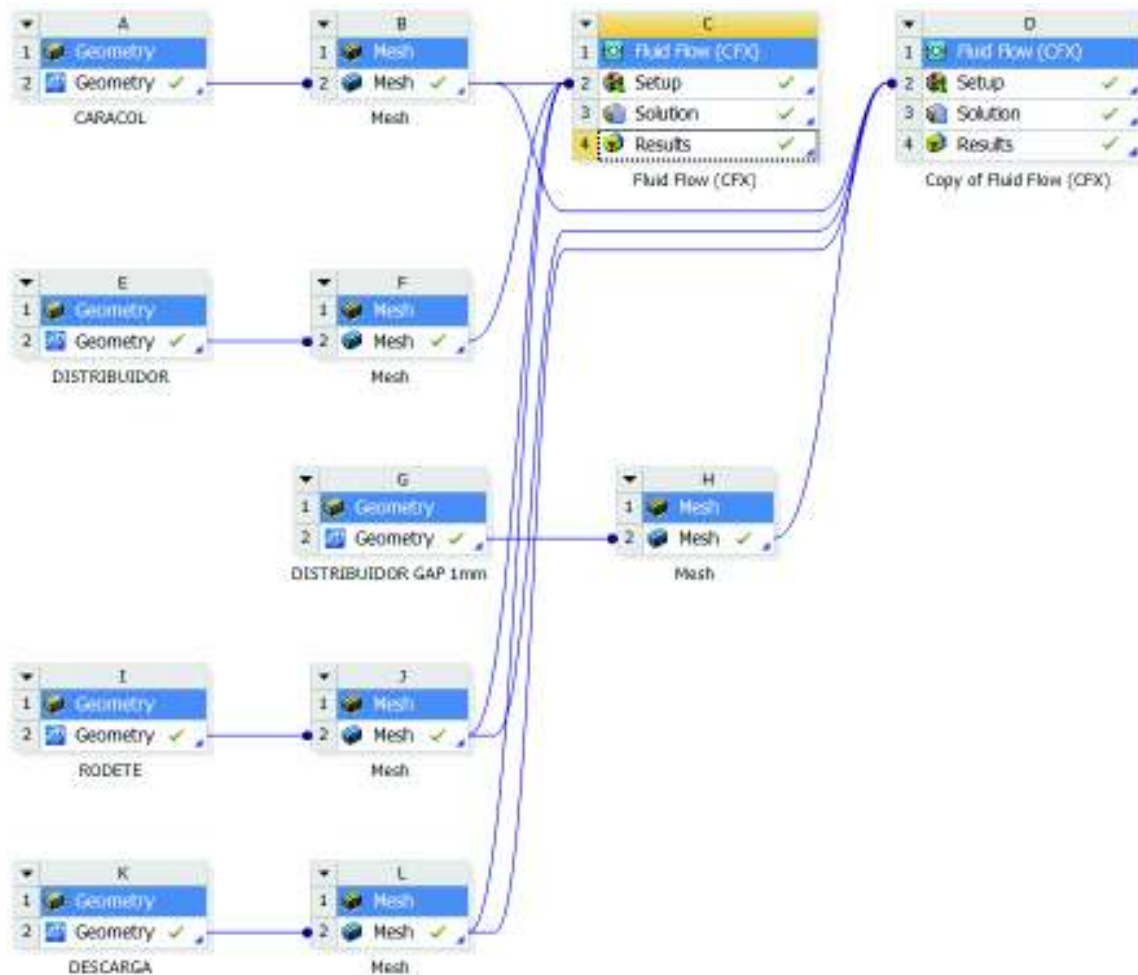 A
1 Geometry
2 Geometry
CARACOL
B
1 Mesh
2 Mesh
Mesh
C
1 Fluid Flow (CFX)
2 Setup
3 Solution
4 Results
Fluid Flow (CFX)
D
1 Fluid Flow (CFX)
2 Setup
3 Solution
4 Results
Copy of Fluid Flow (CFX)
E
1 Geometry
2 Geometry
DISTRIBUIDOR
F
1 Mesh
2 Mesh
Mesh
G
1 Geometry
2 Geometry
DISTRIBUIDOR GAP 1mm
H
1 Mesh
2 Mesh
Mesh
I
1 Geometry
2 Geometry
RODETE
J
1 Mesh
2 Mesh
Mesh
K
1 Geometry
2 Geometry
DESCARGA
L
1 Mesh
2 Mesh
Mesh